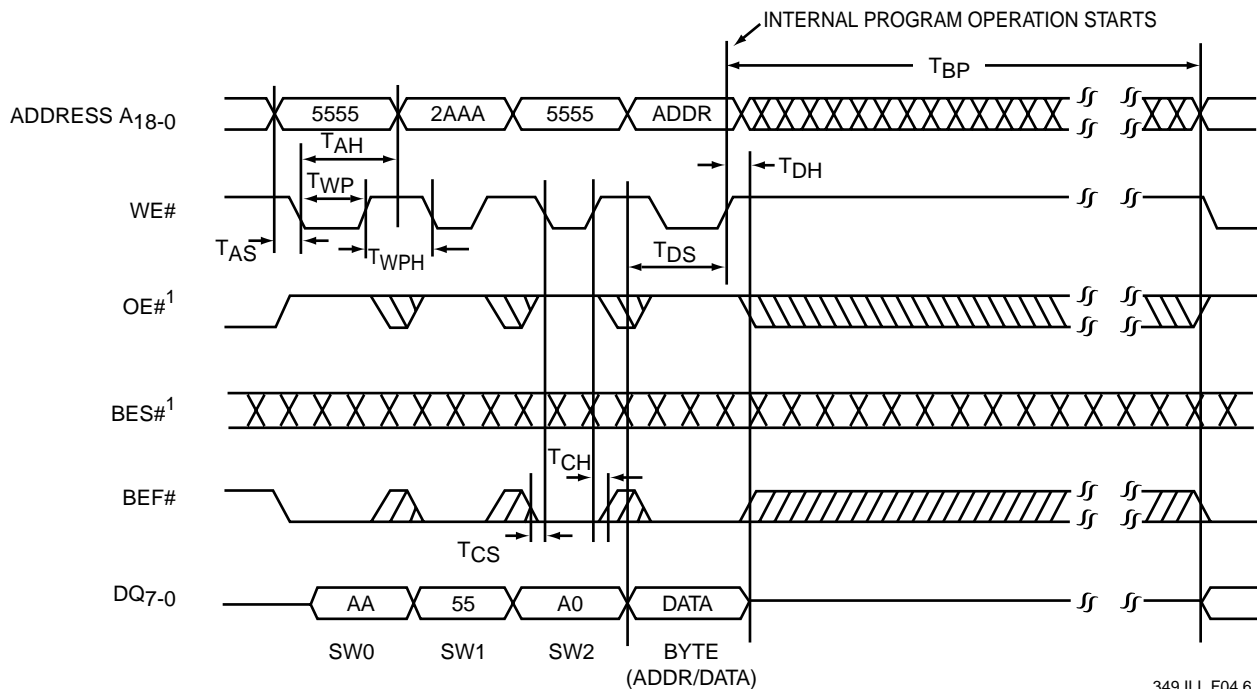 INTERNAL PROGRAM OPERATION STARTS
TBP
ADDRESS A18-0
5555
2AAA
5555
ADDR
TAH
TDH
TWP
WE#
TAS
TWPH
TDS
OE#1
BES#1
TCH
BEF#
TCS
DQ7-0
AA
55
A0
DATA
SW0
SW1
SW2
BYTE
(ADDR/DATA)
349 ILL F04.6